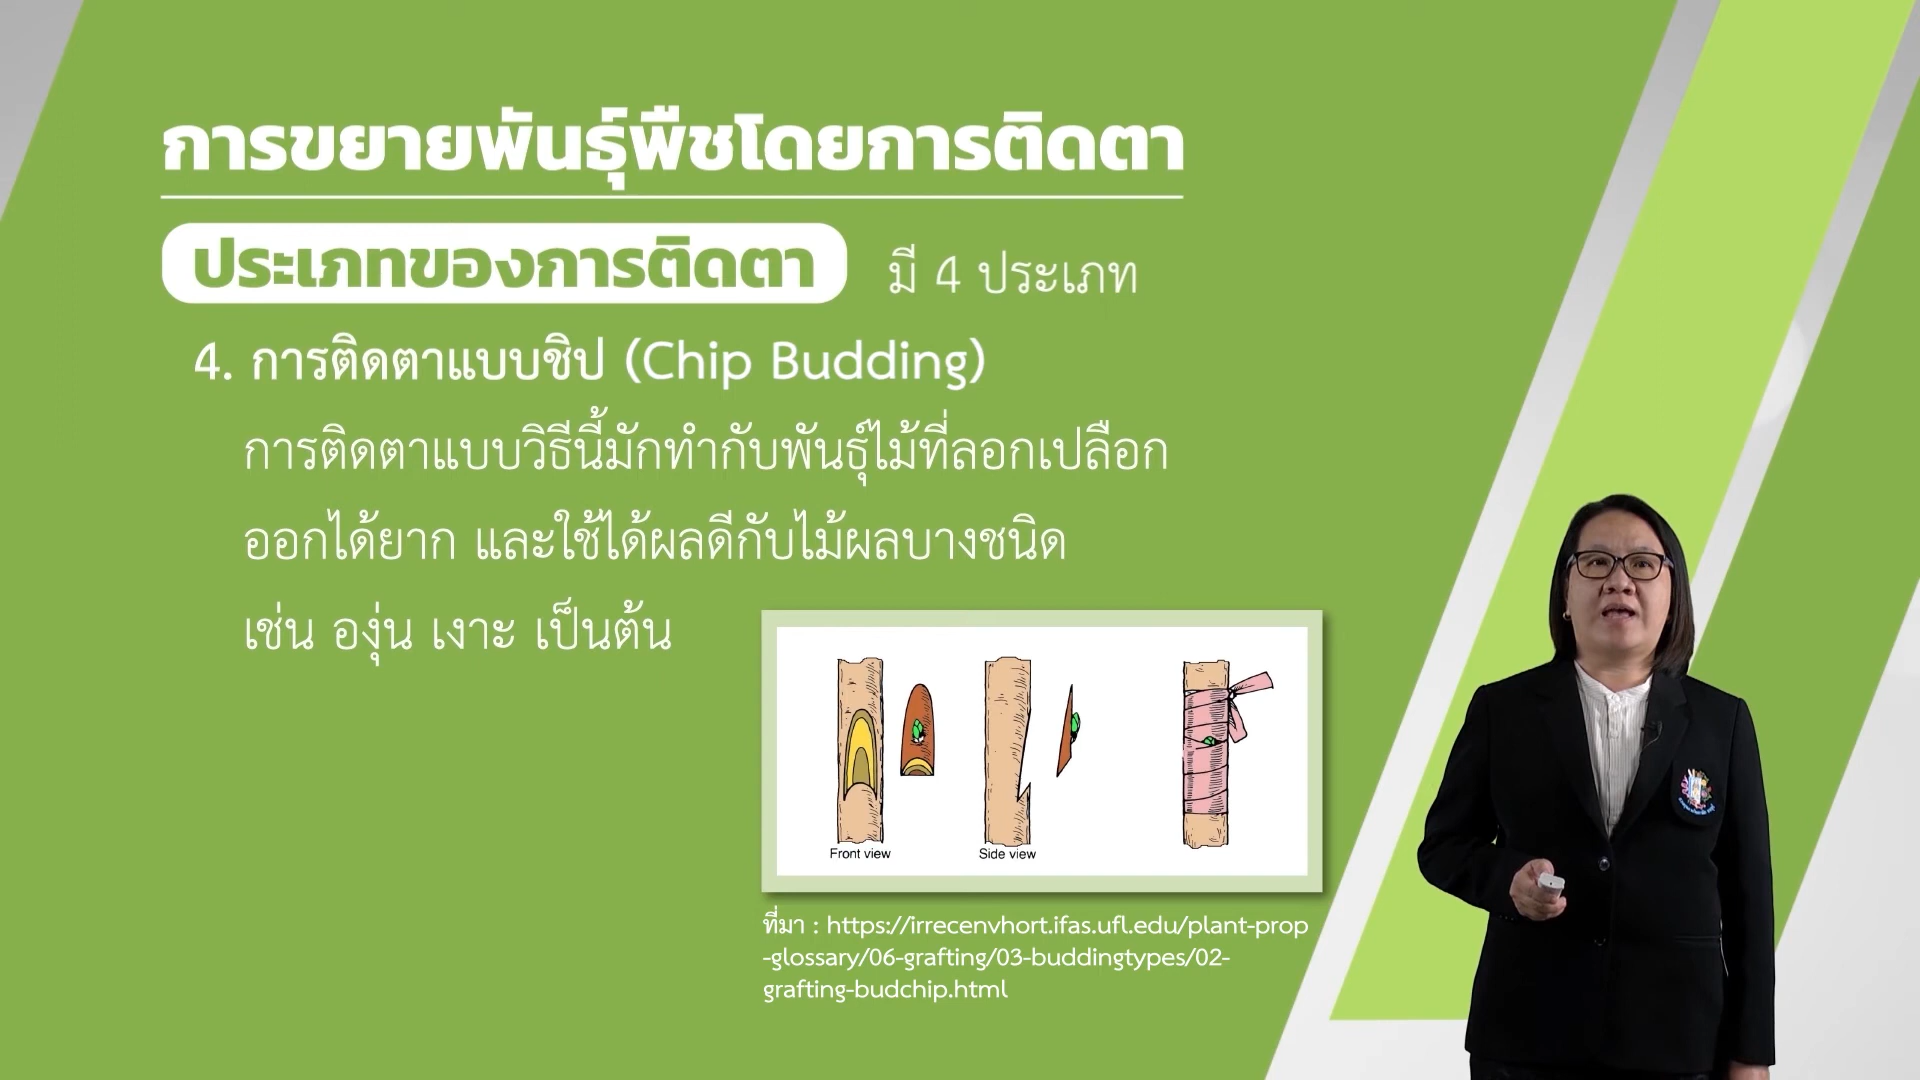 การขยายพันธุ์พืชโดยการติดตา
ประเภทของการติดตา มี 4 ประเภท
4. การติดตาแบบชิป (Chip Budding)
การติดตาแบบวิธีนี้มักทำกับพันธุ์ไม้ที่ลอกเปลือก
ออกได้ยาก และใช้ได้ผลดีกับไม้ผลบางชนิด
เช่น องุ่น เงาะ เป็นต้น
Front view
Side view
ที่มา : https://irrecenvhort.ifas.ufl.edu/plant-prop
-glossary/06-grafting/03-buddingtypes/02-
grafting-budchip.html